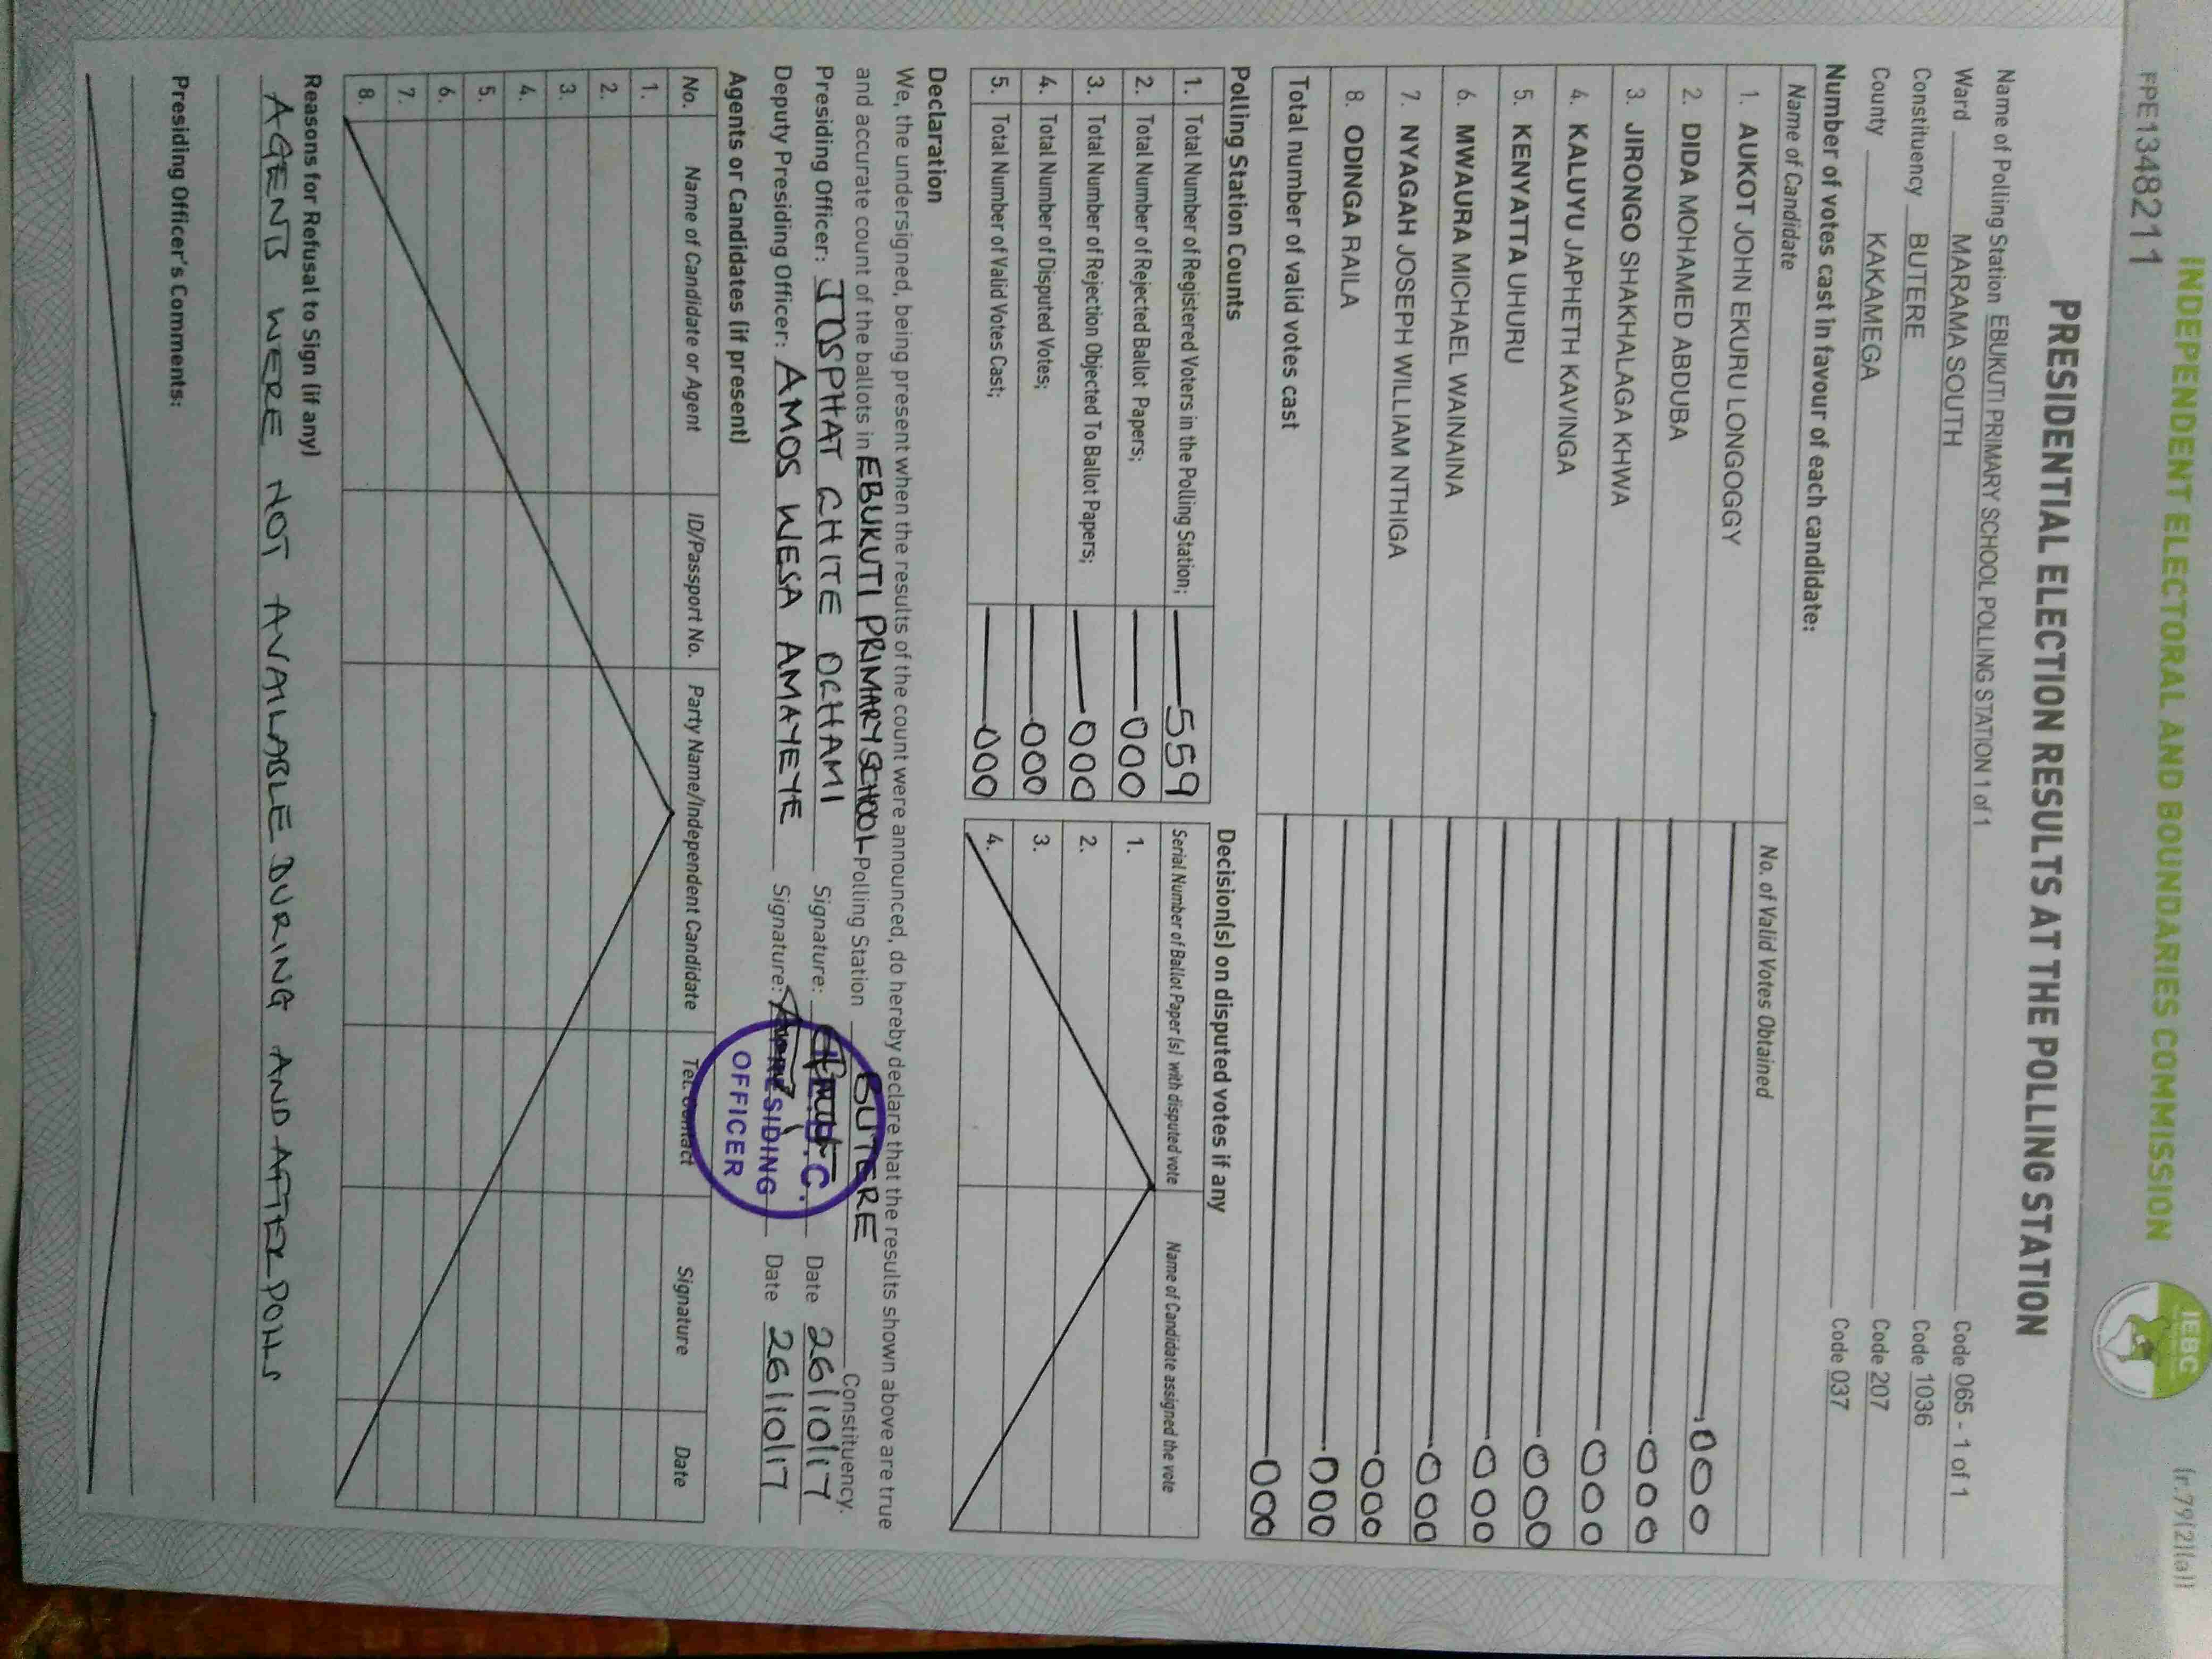 INDEPENDENT ELECTORAL AND BOUNDARIES COMMISSION
IEBC
(r.79(2)(a))
FPE1348211
PRESIDENTIAL ELECTION RESULTS AT THE POLLING STATION
Name of Polling Station EBUKUTI PRIMARY SCHOOL POLLING STATION 1 of 1 Code 065 - 1 of 1
Ward MARAMA SOUTH Code 1036
Constituency BUTERE Code 207
County KAKAMEGA Code 037
Number of votes cast in favour of each candidate:
Name of Candidate No. of Valid Votes Obtained
1. AUKOT JOHN EKURU LONGOGGY 000
2. DIDA MOHAMED ABDUBA 000
3. JIRONGO SHAKHALAGA KHWA 000
4. KALUYU JAPHETH KAVINGA 000
5. KENYATTA UHURU 000
6. MWAURA MICHAEL WAINAINA 000
7. NYAGAH JOSEPH WILLIAM NTHIGA 000
8. ODINGA RAILA 000
Total number of valid votes cast 000
Polling Station Counts
1. Total Number of Registered Voters in the Polling Station; 559
2. Total Number of Rejected Ballot Papers; 000
3. Total Number of Rejection Objected To Ballot Papers; 000
4. Total Number of Disputed Votes; 000
5. Total Number of Valid Votes Cast; 000
Decision(s) on disputed votes if any
Serial Number of Ballot Paper (s) with disputed vote Name of Candidate assigned the vote
1.
2.
3.
4.
Declaration
We, the undersigned, being present when the results of the count were announced, do hereby declare that the results shown above are true
and accurate count of the ballots in EBUKUTI PRIMARY SCHOOL Polling Station BUTERE Constituency.
Presiding Officer: JOSPHAT CHITE OCHAMI Signature: Date 26/10/17
Deputy Presiding Officer: AMOS WESA AMAYEYE Signature: Date 26/10/17
PRESIDING
OFFICER
Agents or Candidates (if present)
No. Name of Candidate or Agent ID/Passport No. Party Name/Independent Candidate Tel. Contact Signature Date
1.
2.
3.
4.
5.
6.
7.
8.
Reasons for Refusal to Sign (if any)
AGENTS WERE NOT AVAILABLE DURING AND AFTER POLLS
Presiding Officer's Comments: